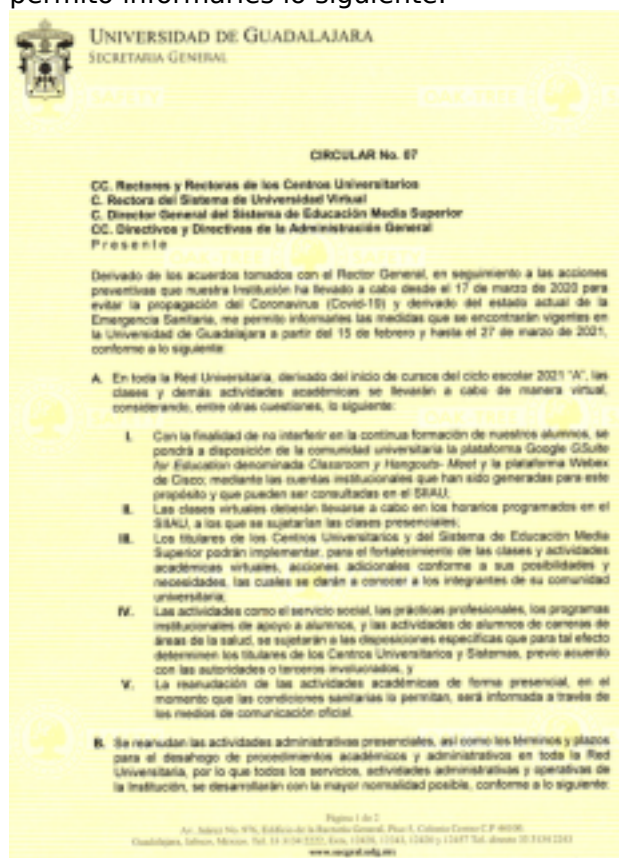 permito informarles lo siguiente:
UNIVERSIDAD DE GUADALAJARA
SECRETARÍA GENERAL
CIRCULAR No. 07
CC. Rectores y Rectoras de los Centros Universitarios
C. Rectora del Sistema de Universidad Virtual
C. Director General del Sistema de Educación Media Superior
CC. Directivos y Directivas de la Administración General
P r e s e n t e
Derivado de los acuerdos tomados con el Rector General, en seguimiento a las acciones
preventivas que nuestra Institución ha llevado a cabo desde el 17 de marzo de 2020 para
evitar la propagación del Coronavirus (Covid-19) y derivado del estado actual de la
Emergencia Sanitaria, me permito informarles las medidas que se encontrarán vigentes en
la Universidad de Guadalajara a partir del 15 de febrero y hasta el 27 de marzo de 2021,
conforme a lo siguiente:
A. En toda la Red Universitaria, derivado del inicio de cursos del ciclo escolar 2021 "A", las
clases y demás actividades académicas se llevarán a cabo de manera virtual,
considerando, entre otras cuestiones, lo siguiente:
I. Con la finalidad de no interferir en la continua formación de nuestros alumnos, se
pondrá a disposición de la comunidad universitaria la plataforma Google GSuite
for Education denominada Classroom y Hangouts- Meet y la plataforma Webex
de Cisco; mediante las cuentas institucionales que han sido generadas para este
propósito y que pueden ser consultadas en el SIIAU;
II. Las clases virtuales deberán llevarse a cabo en los horarios programados en el
SIIAU, a los que se sujetarían las clases presenciales;
III. Los titulares de los Centros Universitarios y del Sistema de Educación Media
Superior podrán implementar, para el fortalecimiento de las clases y actividades
académicas virtuales, acciones adicionales conforme a sus posibilidades y
necesidades, las cuales se darán a conocer a los integrantes de su comunidad
universitaria;
IV. Las actividades como el servicio social, las prácticas profesionales, los programas
institucionales de apoyo a alumnos, y las actividades de alumnos de carreras de
áreas de la salud, se sujetarán a las disposiciones específicas que para tal efecto
determinen los titulares de los Centros Universitarios y Sistemas, previo acuerdo
con las autoridades o terceros involucrados, y
V. La reanudación de las actividades académicas de forma presencial, en el
momento que las condiciones sanitarias lo permitan, será informada a través de
los medios de comunicación oficial.
B. Se reanudan las actividades administrativas presenciales, así como los términos y plazos
para el desahogo de procedimientos académicos y administrativos en toda la Red
Universitaria, por lo que todos los servicios, actividades administrativas y operativas de
la Institución, se desarrollarán con la mayor normalidad posible, conforme a lo siguiente:
Página 1 de 2
Av. Juárez No. 976, Edificio de la Rectoría General, Piso 5, Colonia Centro C.P. 44100.
Guadalajara, Jalisco, México. Tel.
www.secgral.udg.mx